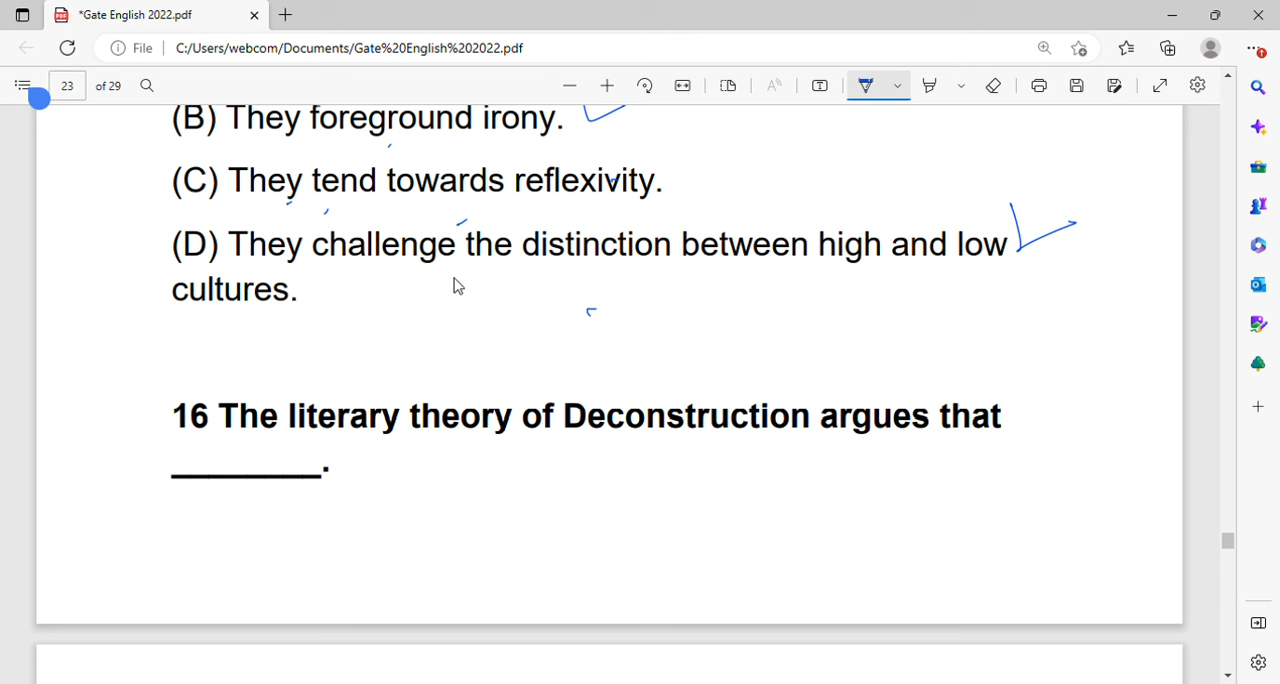 *Gate English 2022.pdf
File C:/Users/webcom/Documents/Gate%20English%202022.pdf
23 of 29
(B) They foreground irony.
(C) They tend towards reflexivity.
(D) They challenge the distinction between high and low
cultures.
16 The literary theory of Deconstruction argues that
________.